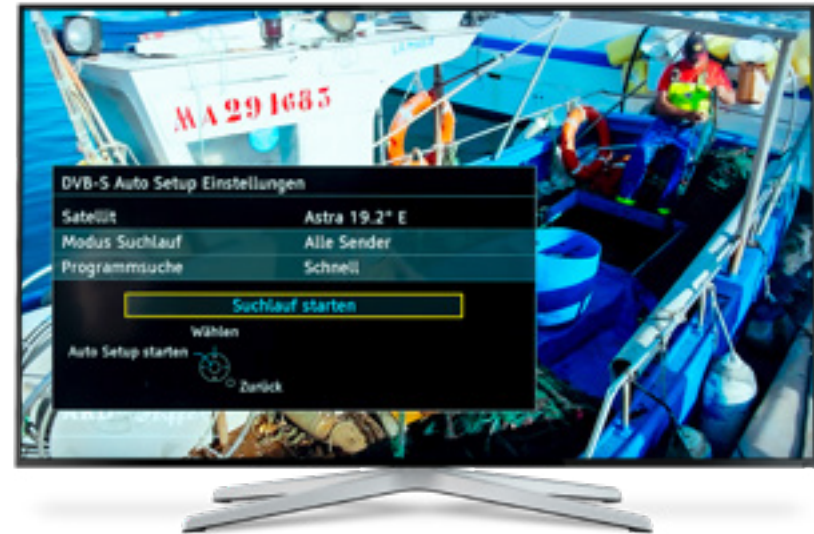 MA 291685
DVB-S Auto Setup Einstellungen
Satellit Astra 19.2° E
Modus Suchlauf Alle Sender
Programmsuche Schnell
Suchlauf starten
Wählen
Auto Setup starten
Zurück